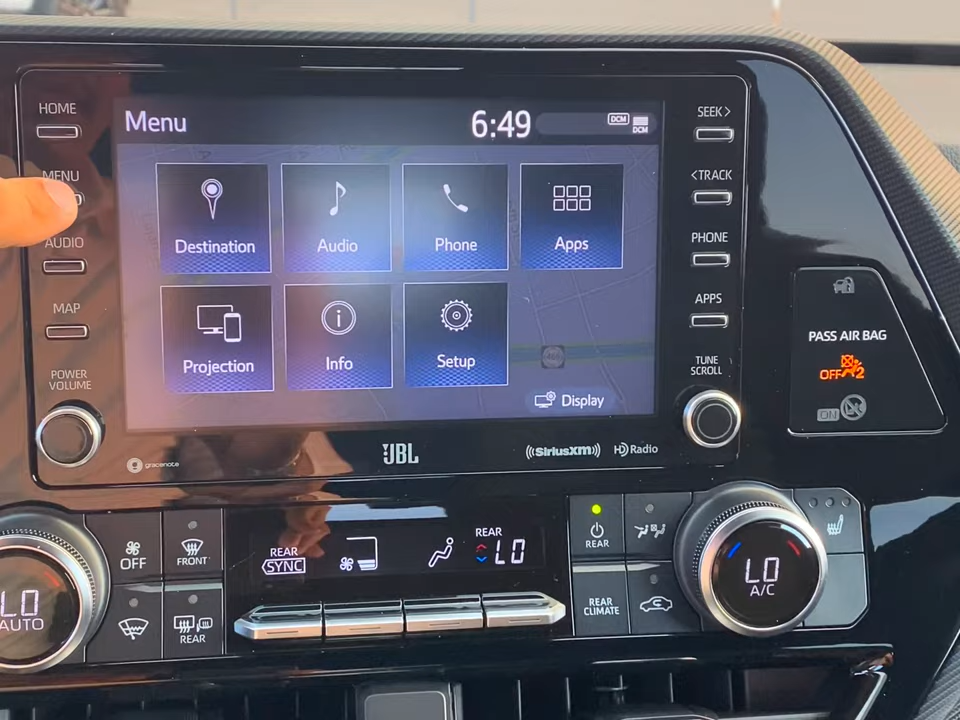 HOME
MENU
AUDIO
MAP
POWER
VOLUME
gracenote
Menu
6:49
DCM
DCM
Destination
Audio
Phone
Apps
Projection
Info
Setup
Display
JBL
SiriusXM
HD Radio
SEEK>
<TRACK
PHONE
APPS
TUNE
SCROLL
PASS AIR BAG
OFF 2
ON
LO
AUTO
OFF
FRONT
REAR
REAR
SYNC
REAR
LO
REAR
REAR
CLIMATE
LO
A/C